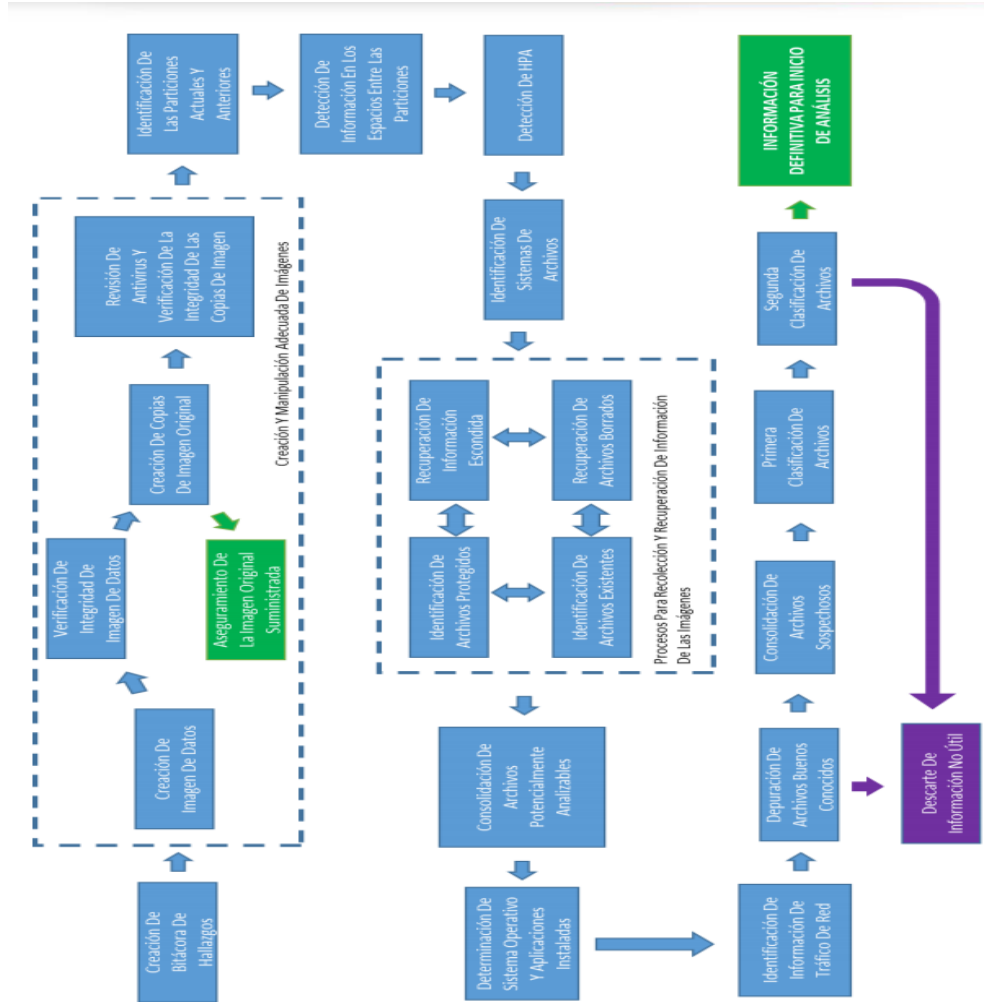 Creación De
Bitácora De
Hallazgos
Creación De
Imagen De Datos
Verificación De
Integridad De
Imagen De Datos
Creación De Copias
De Imagen Original
Aseguramiento De
La Imagen Original
Suministrada
Revisión De
Antivirus Y
Verificación De La
Integridad De Las
Copias De Imagen
Creación Y Manipulación Adecuada De Imágenes
Identificación De
Las Particiones
Actuales Y
Anteriores
Detección De
Información En Los
Espacios Entre Las
Particiones
Detección De HPA
Identificación De
Sistemas De
Archivos
Identificación De
Archivos Protegidos
Recuperación De
Información
Escondida
Identificación De
Archivos Existentes
Recuperación De
Archivos Borrados
Procesos Para Recolección Y Recuperación De Información
De Las Imágenes
Consolidación De
Archivos
Potencialmente
Analizables
Determinación De
Sistema Operativo
Y Aplicaciones
Instaladas
Identificación De
Información De
Tráfico De Red
Depuración De
Archivos Buenos
Conocidos
Consolidación De
Archivos
Sospechosos
Primera
Clasificación De
Archivos
Segunda
Clasificación De
Archivos
INFORMACIÓN
DEFINITIVA PARA INICIO
DE ANÁLISIS
Descarte De
Información No Útil